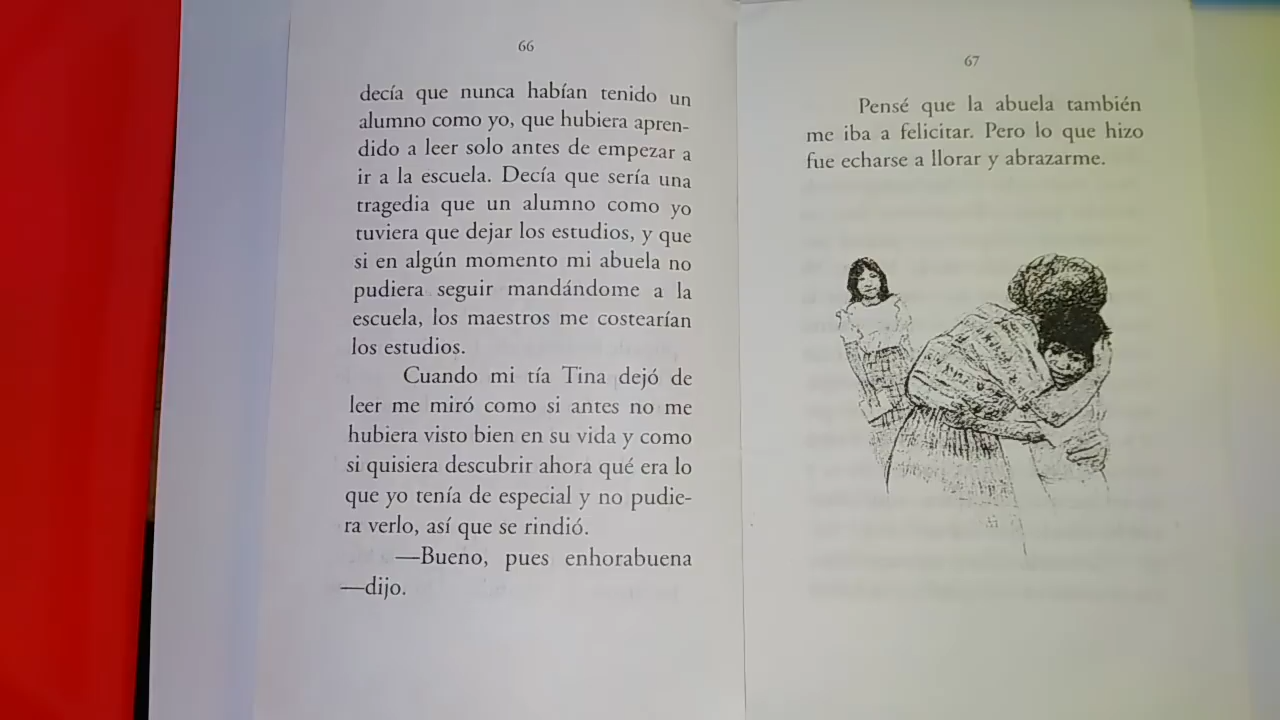 66
decía que nunca habían tenido un
alumno como yo, que hubiera apren-
dido a leer solo antes de empezar a
ir a la escuela. Decía que sería una
tragedia que un alumno como yo
tuviera que dejar los estudios, y que
si en algún momento mi abuela no
pudiera seguir mandándome a la
escuela, los maestros me costearían
los estudios.
Cuando mi tía Tina dejó de
leer me miró como si antes no me
hubiera visto bien en su vida y como
si quisiera descubrir ahora qué era lo
que yo tenía de especial y no pudie-
ra verlo, así que se rindió.
—Bueno, pues enhorabuena
—dijo.
67
Pensé que la abuela también
me iba a felicitar. Pero lo que hizo
fue echarse a llorar y abrazarme.